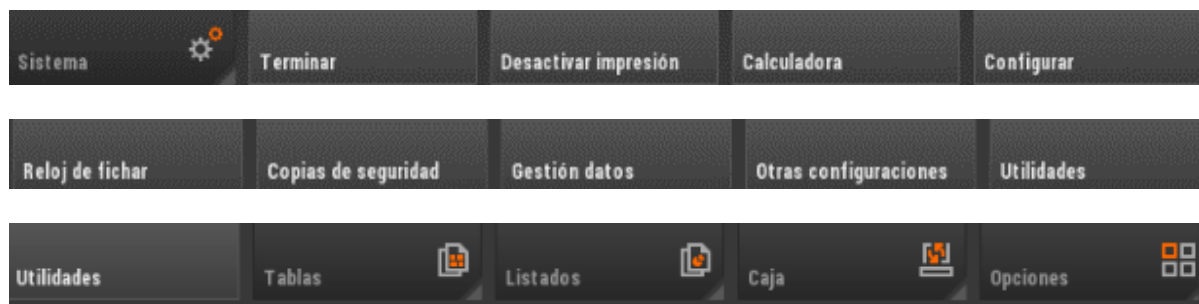 Sistema Terminar Desactivar impresión Calculadora Configurar
Reloj de fichar Copias de seguridad Gestión datos Otras configuraciones Utilidades
Utilidades Tablas Listados Caja Opciones